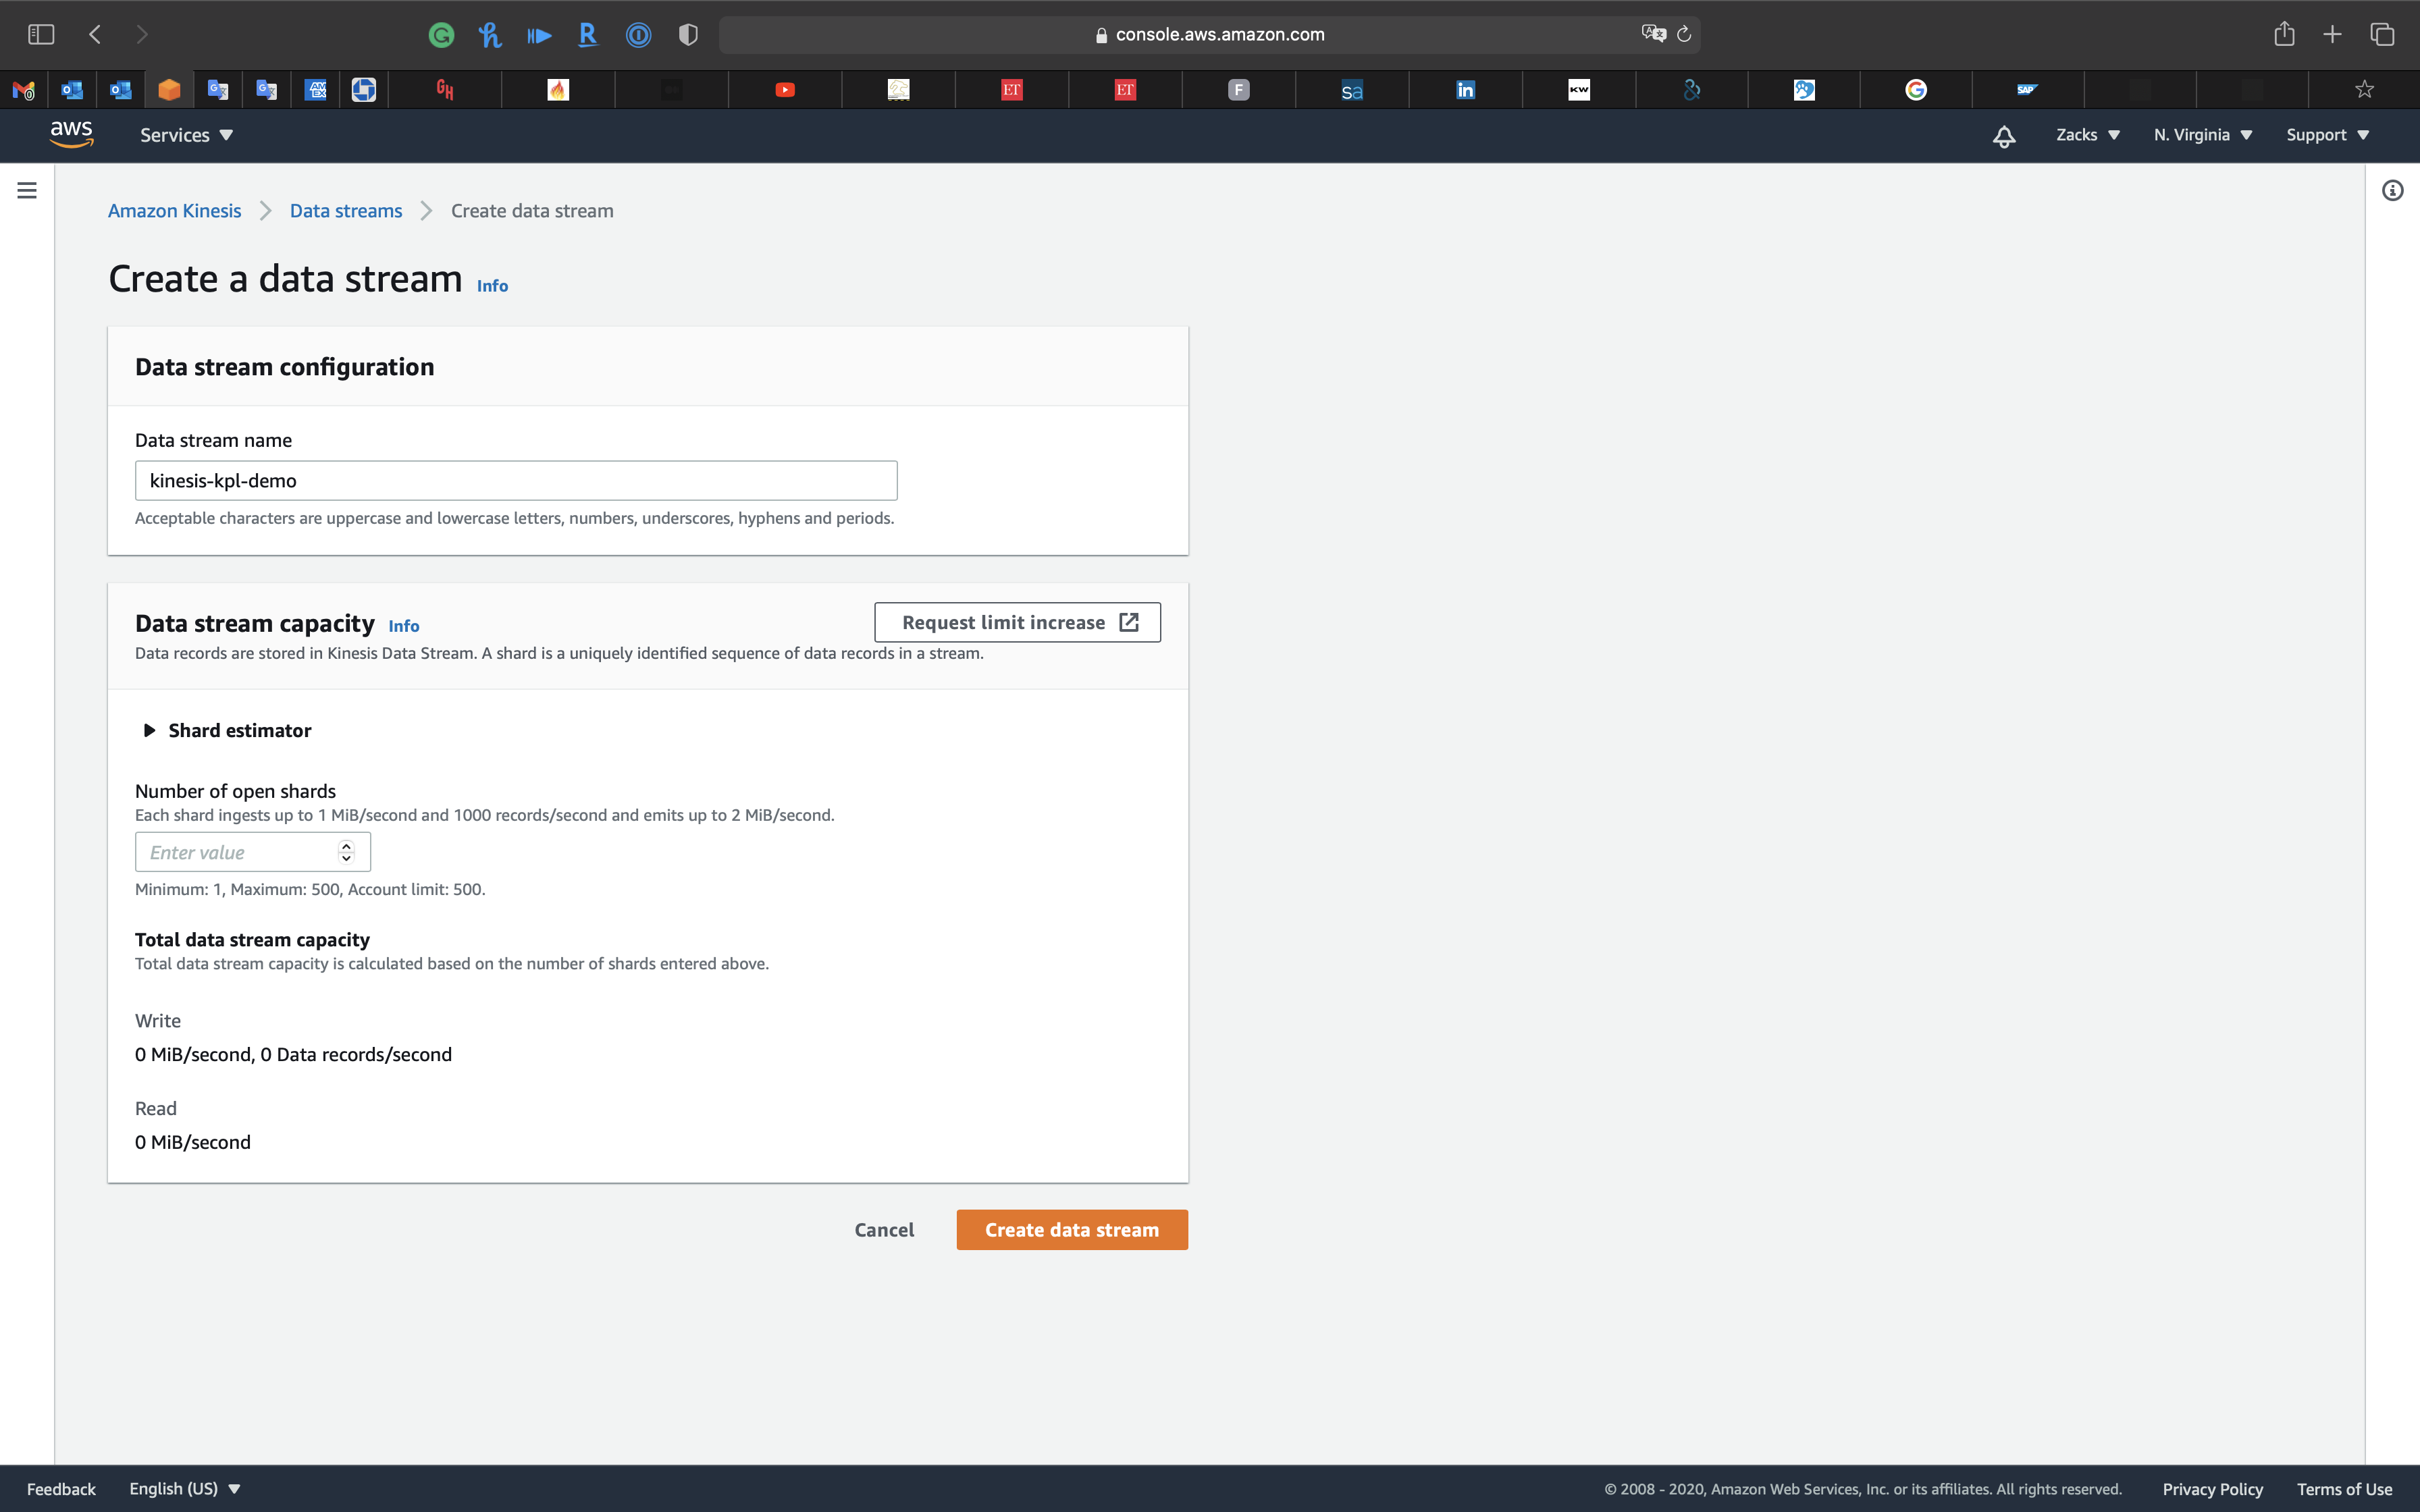 console.aws.amazon.com
GH
ET
ET
F
sa
in
KW
SAP
aws
Services
Zacks
N. Virginia
Support
Amazon Kinesis
Data streams
Create data stream
Create a data stream Info
Data stream configuration
Data stream name
kinesis-kpl-demo
Acceptable characters are uppercase and lowercase letters, numbers, underscores, hyphens and periods.
Data stream capacity Info
Request limit increase
Data records are stored in Kinesis Data Stream. A shard is a uniquely identified sequence of data records in a stream.
Shard estimator
Number of open shards
Each shard ingests up to 1 MiB/second and 1000 records/second and emits up to 2 MiB/second.
Enter value
Minimum: 1, Maximum: 500, Account limit: 500.
Total data stream capacity
Total data stream capacity is calculated based on the number of shards entered above.
Write
0 MiB/second, 0 Data records/second
Read
0 MiB/second
Cancel
Create data stream
Feedback
English (US)
© 2008 - 2020, Amazon Web Services, Inc. or its affiliates. All rights reserved.
Privacy Policy
Terms of Use